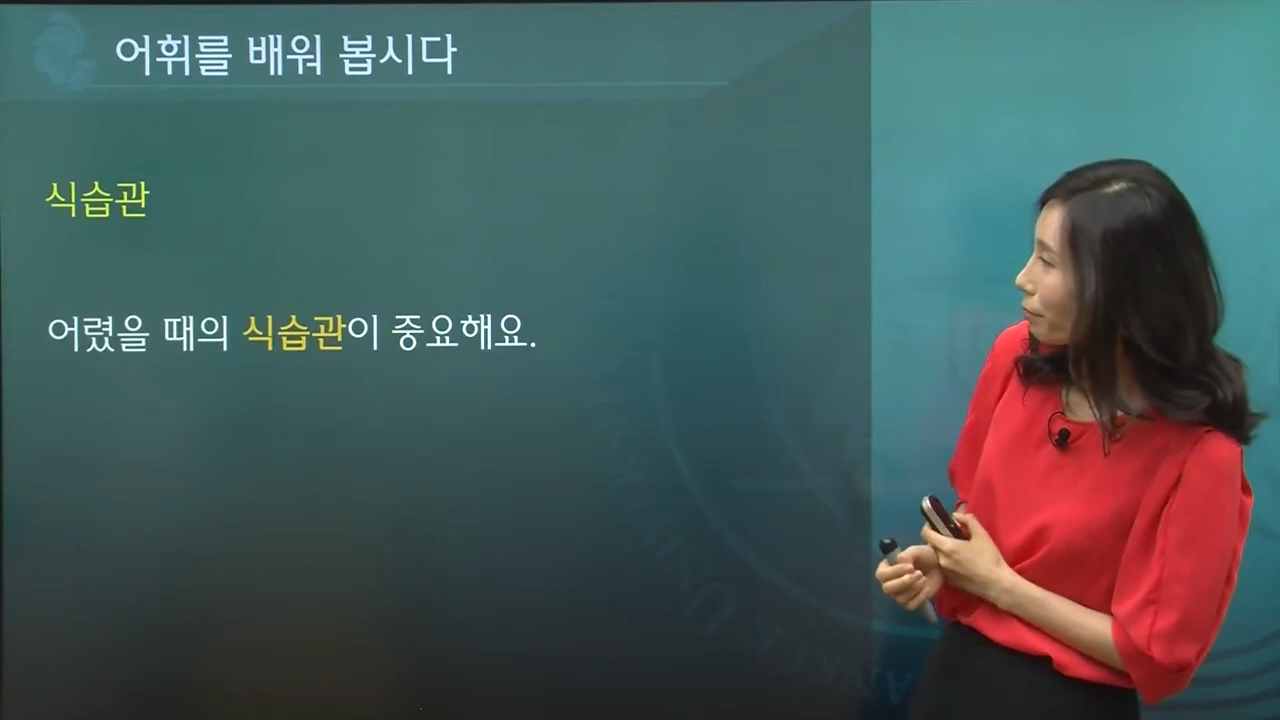 어휘를 배워 봅시다
식습관
어렸을 때의 식습관이 중요해요.